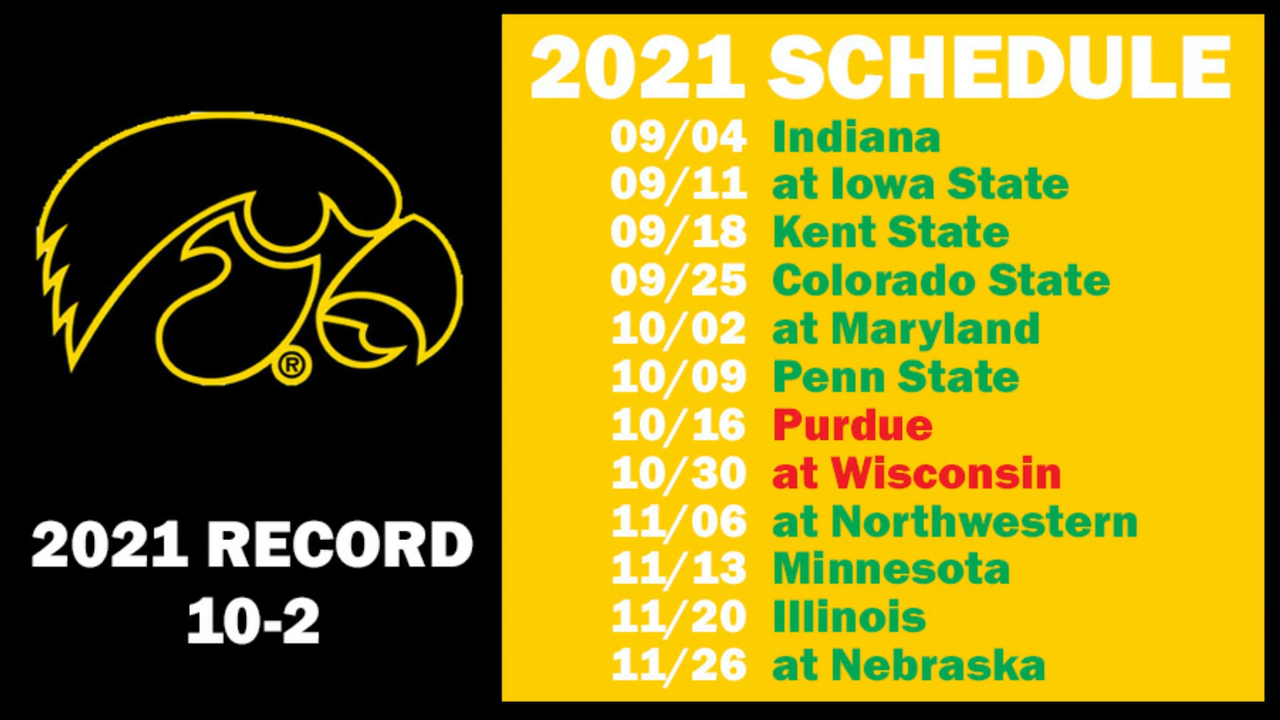 2021 SCHEDULE
09/04 Indiana
09/11 at Iowa State
09/18 Kent State
09/25 Colorado State
10/02 at Maryland
10/09 Penn State
10/16 Purdue
10/30 at Wisconsin
11/06 at Northwestern
11/13 Minnesota
11/20 Illinois
11/26 at Nebraska
®
2021 RECORD
10-2